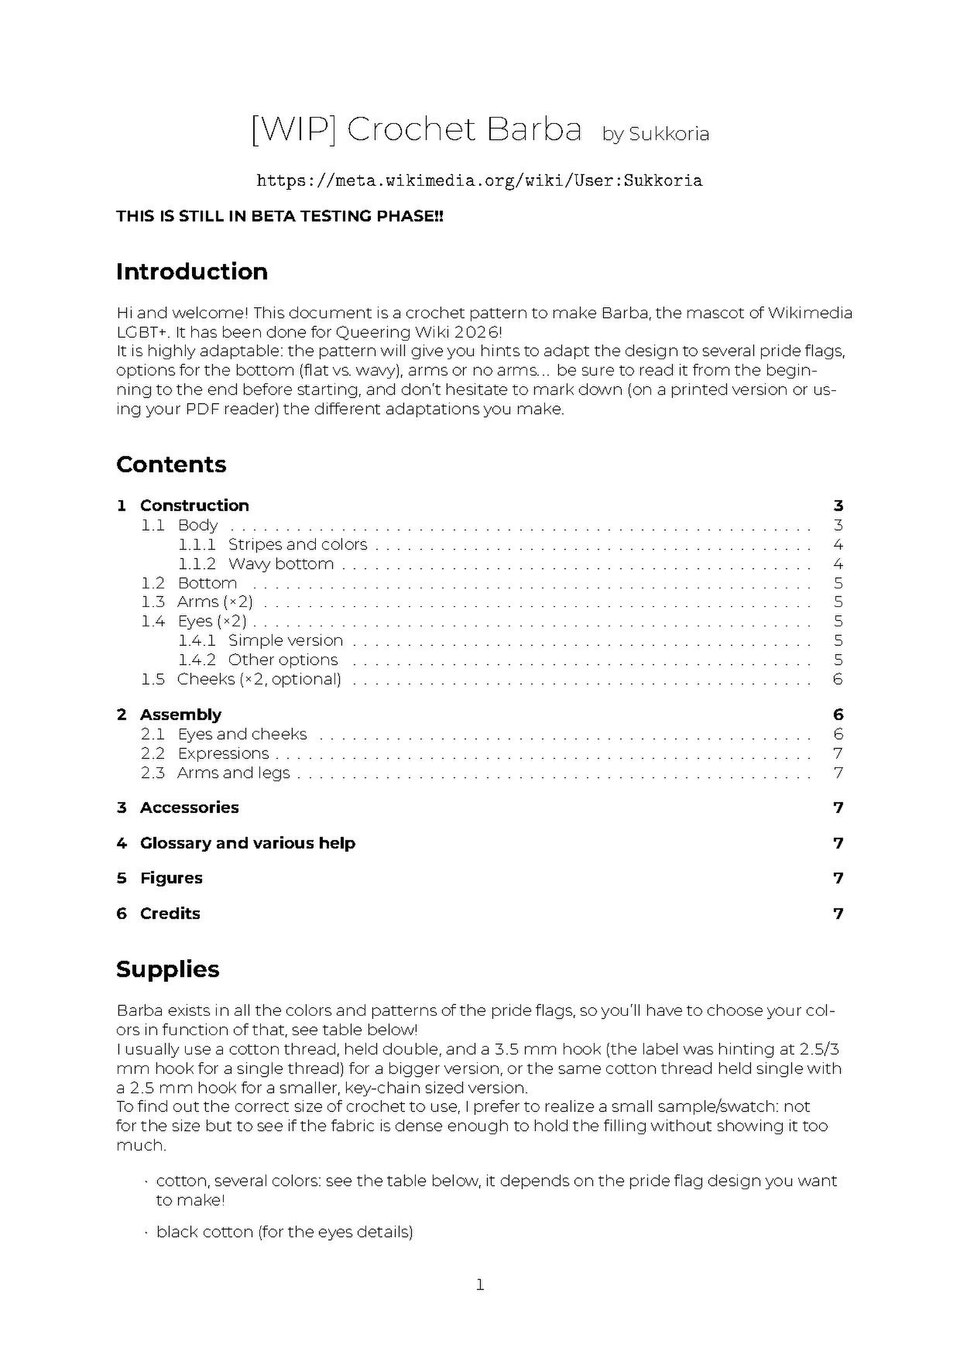 [WIP] Crochet Barba by Sukkoria
https://meta.wikimedia.org/wiki/User:Sukkoria
THIS IS STILL IN BETA TESTING PHASE!!
Introduction
Hi and welcome! This document is a crochet pattern to make Barba, the mascot of Wikimedia
LGBT+. It has been done for Queering Wiki 2026!
It is highly adaptable: the pattern will give you hints to adapt the design to several pride flags,
options for the bottom (flat vs. wavy), arms or no arms... be sure to read it from the begin-
ning to the end before starting, and don't hesitate to mark down (on a printed version or us-
ing your PDF reader) the different adaptations you make.
Contents
1 Construction 3
1.1 Body . . . . . . . . . . . . . . . . . . . . . . . . . . . . . . . . . . . . . . . . . . . . . . . . . . . . . 3
1.1.1 Stripes and colors . . . . . . . . . . . . . . . . . . . . . . . . . . . . . . . . . . . . . . . . 4
1.1.2 Wavy bottom . . . . . . . . . . . . . . . . . . . . . . . . . . . . . . . . . . . . . . . . . . . 4
1.2 Bottom . . . . . . . . . . . . . . . . . . . . . . . . . . . . . . . . . . . . . . . . . . . . . . . . . . . 5
1.3 Arms (×2) . . . . . . . . . . . . . . . . . . . . . . . . . . . . . . . . . . . . . . . . . . . . . . . . . . 5
1.4 Eyes (×2) . . . . . . . . . . . . . . . . . . . . . . . . . . . . . . . . . . . . . . . . . . . . . . . . . . . 5
1.4.1 Simple version . . . . . . . . . . . . . . . . . . . . . . . . . . . . . . . . . . . . . . . . . . 5
1.4.2 Other options . . . . . . . . . . . . . . . . . . . . . . . . . . . . . . . . . . . . . . . . . . 5
1.5 Cheeks (×2, optional) . . . . . . . . . . . . . . . . . . . . . . . . . . . . . . . . . . . . . . . . . . 6
2 Assembly 6
2.1 Eyes and cheeks . . . . . . . . . . . . . . . . . . . . . . . . . . . . . . . . . . . . . . . . . . . . . 6
2.2 Expressions . . . . . . . . . . . . . . . . . . . . . . . . . . . . . . . . . . . . . . . . . . . . . . . . . 7
2.3 Arms and legs . . . . . . . . . . . . . . . . . . . . . . . . . . . . . . . . . . . . . . . . . . . . . . . 7
3 Accessories 7
4 Glossary and various help 7
5 Figures 7
6 Credits 7
Supplies
Barba exists in all the colors and patterns of the pride flags, so you'll have to choose your col-
ors in function of that, see table below!
I usually use a cotton thread, held double, and a 3.5 mm hook (the label was hinting at 2.5/3
mm hook for a single thread) for a bigger version, or the same cotton thread held single with
a 2.5 mm hook for a smaller, key-chain sized version.
To find out the correct size of crochet to use, I prefer to realize a small sample/swatch: not
for the size but to see if the fabric is dense enough to hold the filling without showing it too
much.
· cotton, several colors: see the table below, it depends on the pride flag design you want
to make!
· black cotton (for the eyes details)
1